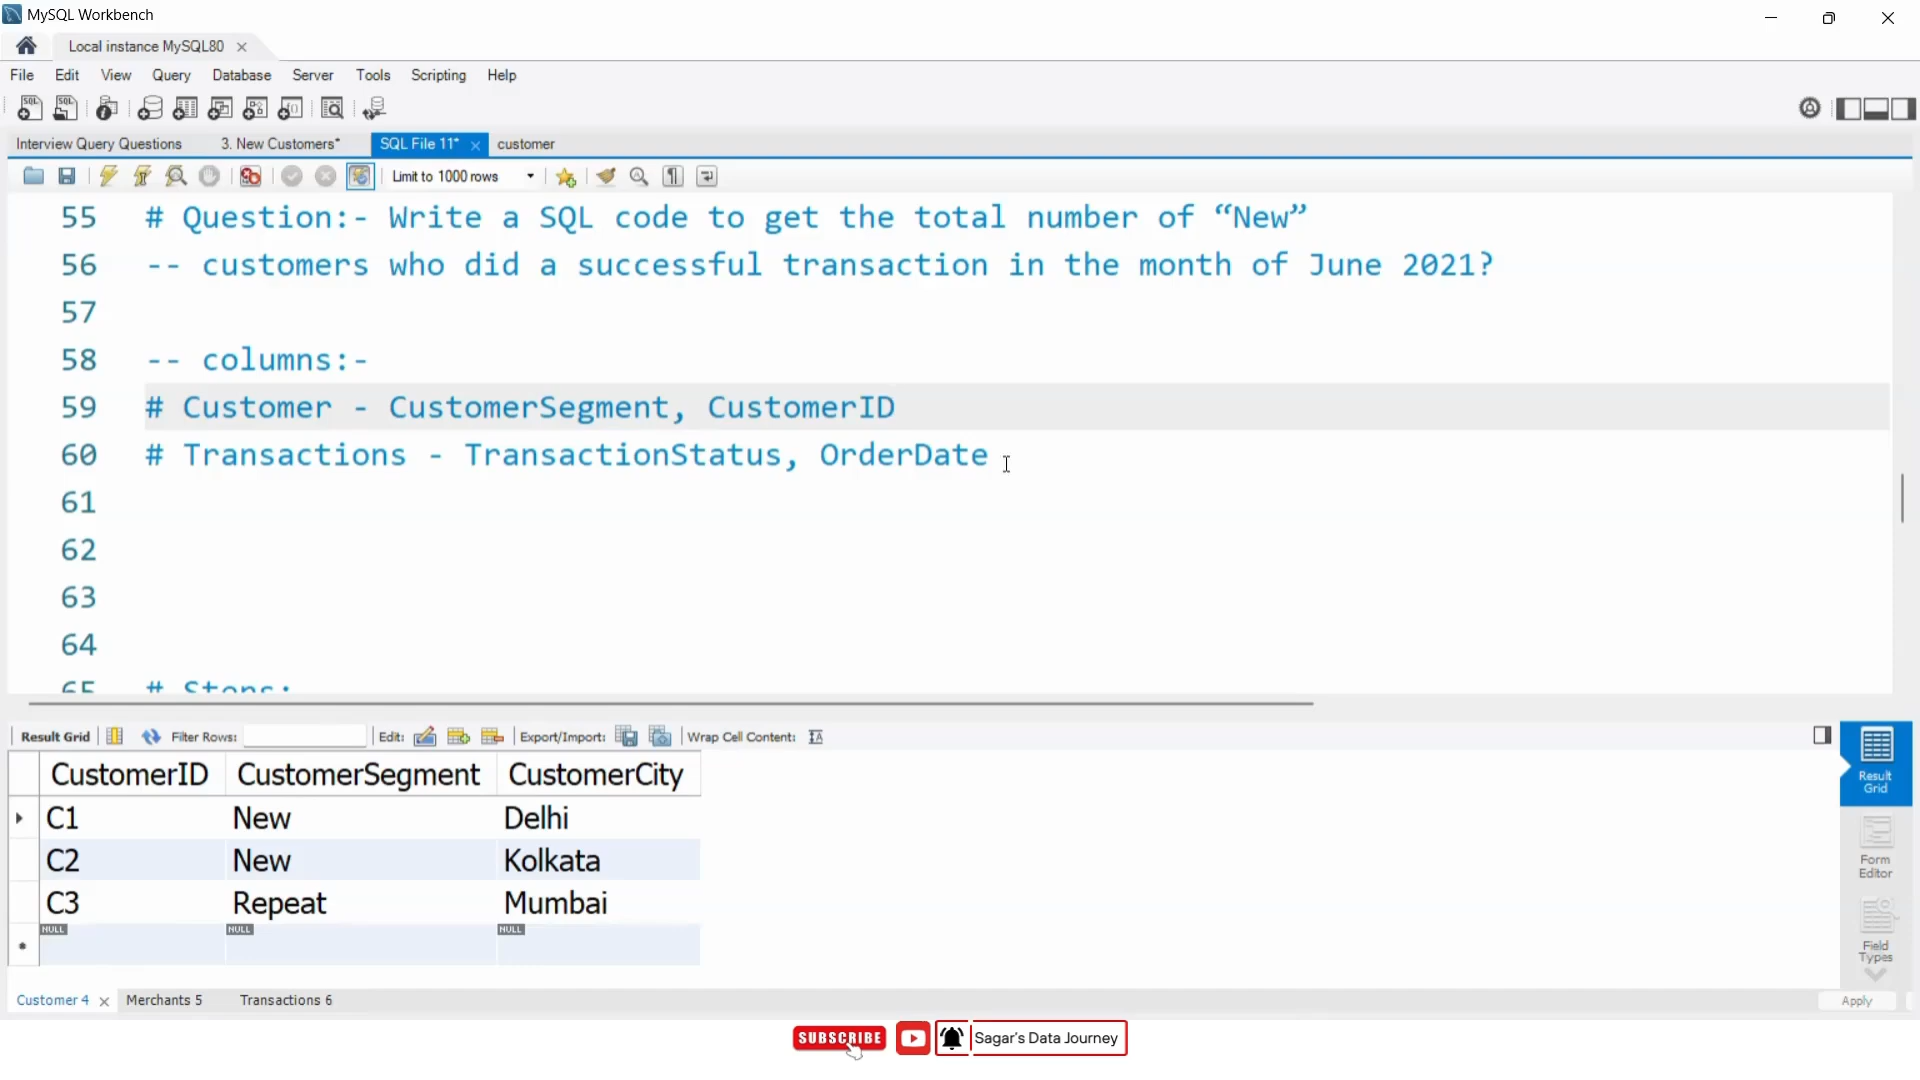 MySQL Workbench
Local instance MySQL80
File Edit View Query Database Server Tools Scripting Help
Interview Query Questions 3. New Customers* SQL File 11* customer
Limit to 1000 rows
55 # Question:- Write a SQL code to get the total number of “New”
56 -- customers who did a successful transaction in the month of June 2021?
57
58 -- columns:-
59 # Customer - CustomerSegment, CustomerID
60 # Transactions - TransactionStatus, OrderDate
61
62
63
64
65 # Steps:
Result Grid Filter Rows: Edit: Export/Import: Wrap Cell Content:
CustomerID CustomerSegment CustomerCity
C1 New Delhi
C2 New Kolkata
C3 Repeat Mumbai
NULL NULL NULL
Result
Grid
Form
Editor
Field
Types
Customer 4 Merchants 5 Transactions 6 Apply
SUBSCRIBE Sagar's Data Journey